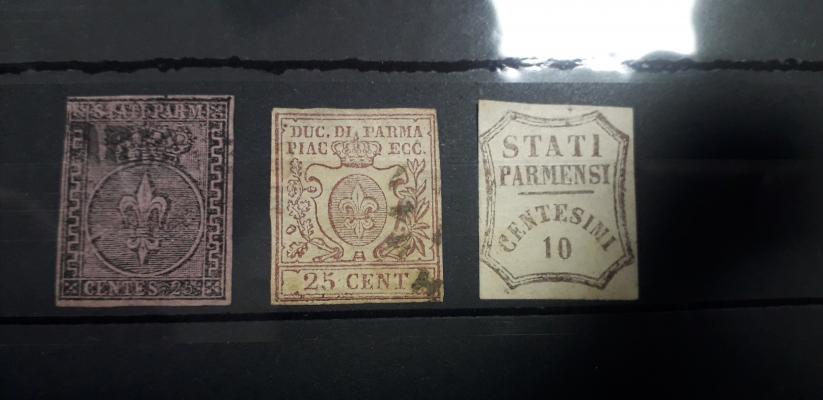 STATI PARM
CENTES 25
DUC. DI PARMA
PIAC ECC.
25 CENT
STATI
PARMENSI
CENTESIMI
10